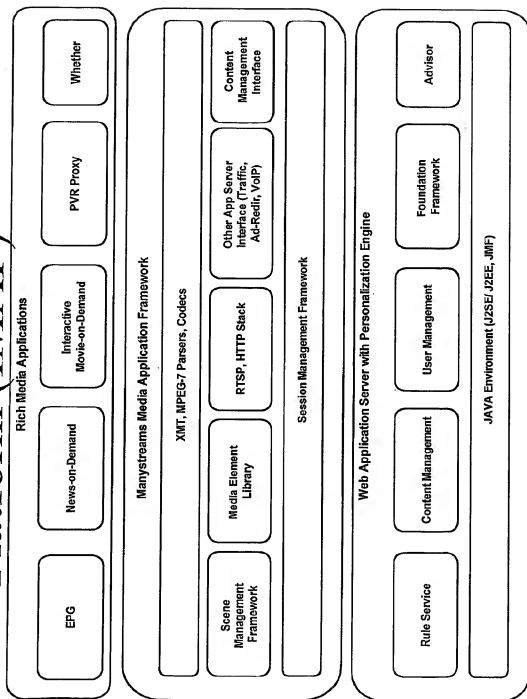 Rich Media Applications
EPG
News-on-Demand
Interactive
Movie-on-Demand
PVR Proxy
Whether
Manystreams Media Application Framework
XMT, MPEG-7 Parsers, Codecs
Scene
Management
Framework
Media Element
Library
RTSP, HTTP Stack
Other App Server
Interface (Traffic,
Ad-Redir, VoIP)
Content
Management
Interface
Session Management Framework
Web Application Server with Personalization Engine
Rule Service
Content Management
User Management
Foundation
Framework
Advisor
JAVA Environment (J2SE/ J2EE, JMF)